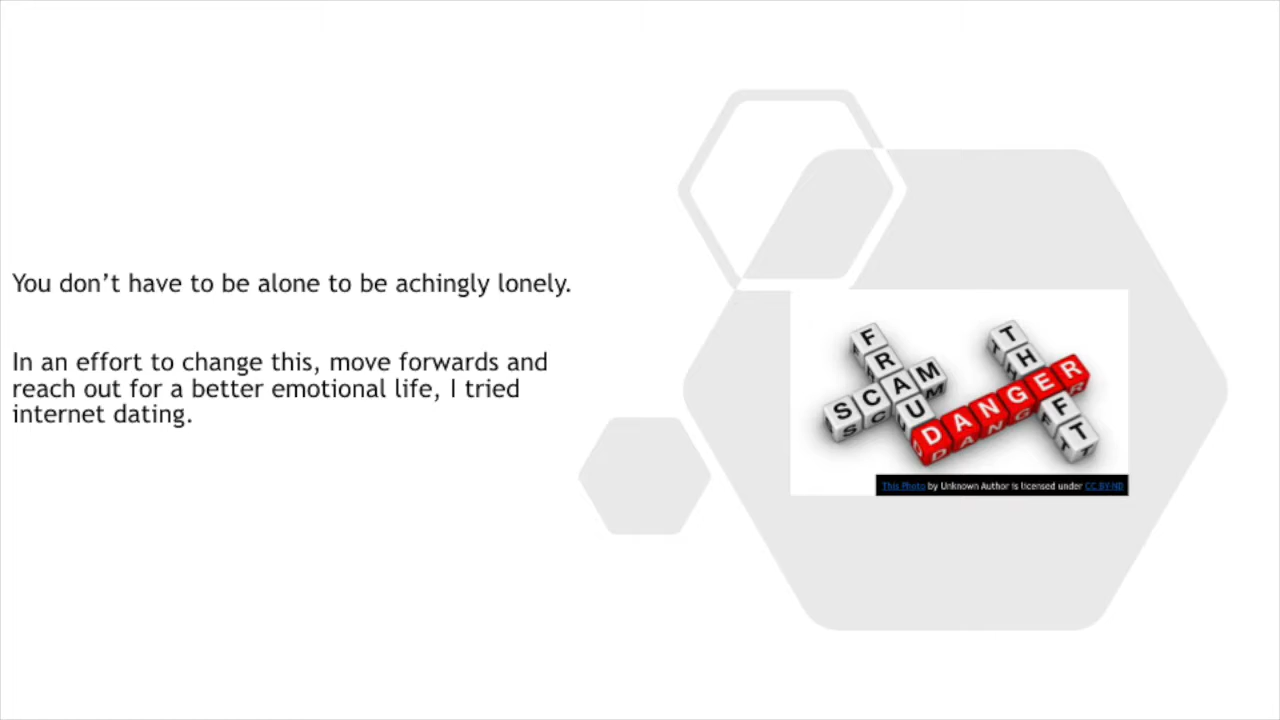 You don’t have to be alone to be achingly lonely.
In an effort to change this, move forwards and
reach out for a better emotional life, I tried
internet dating.
FRAUD
SCAM
DANGER
THEFT
This Photo by Unknown Author is licensed under CC BY-ND